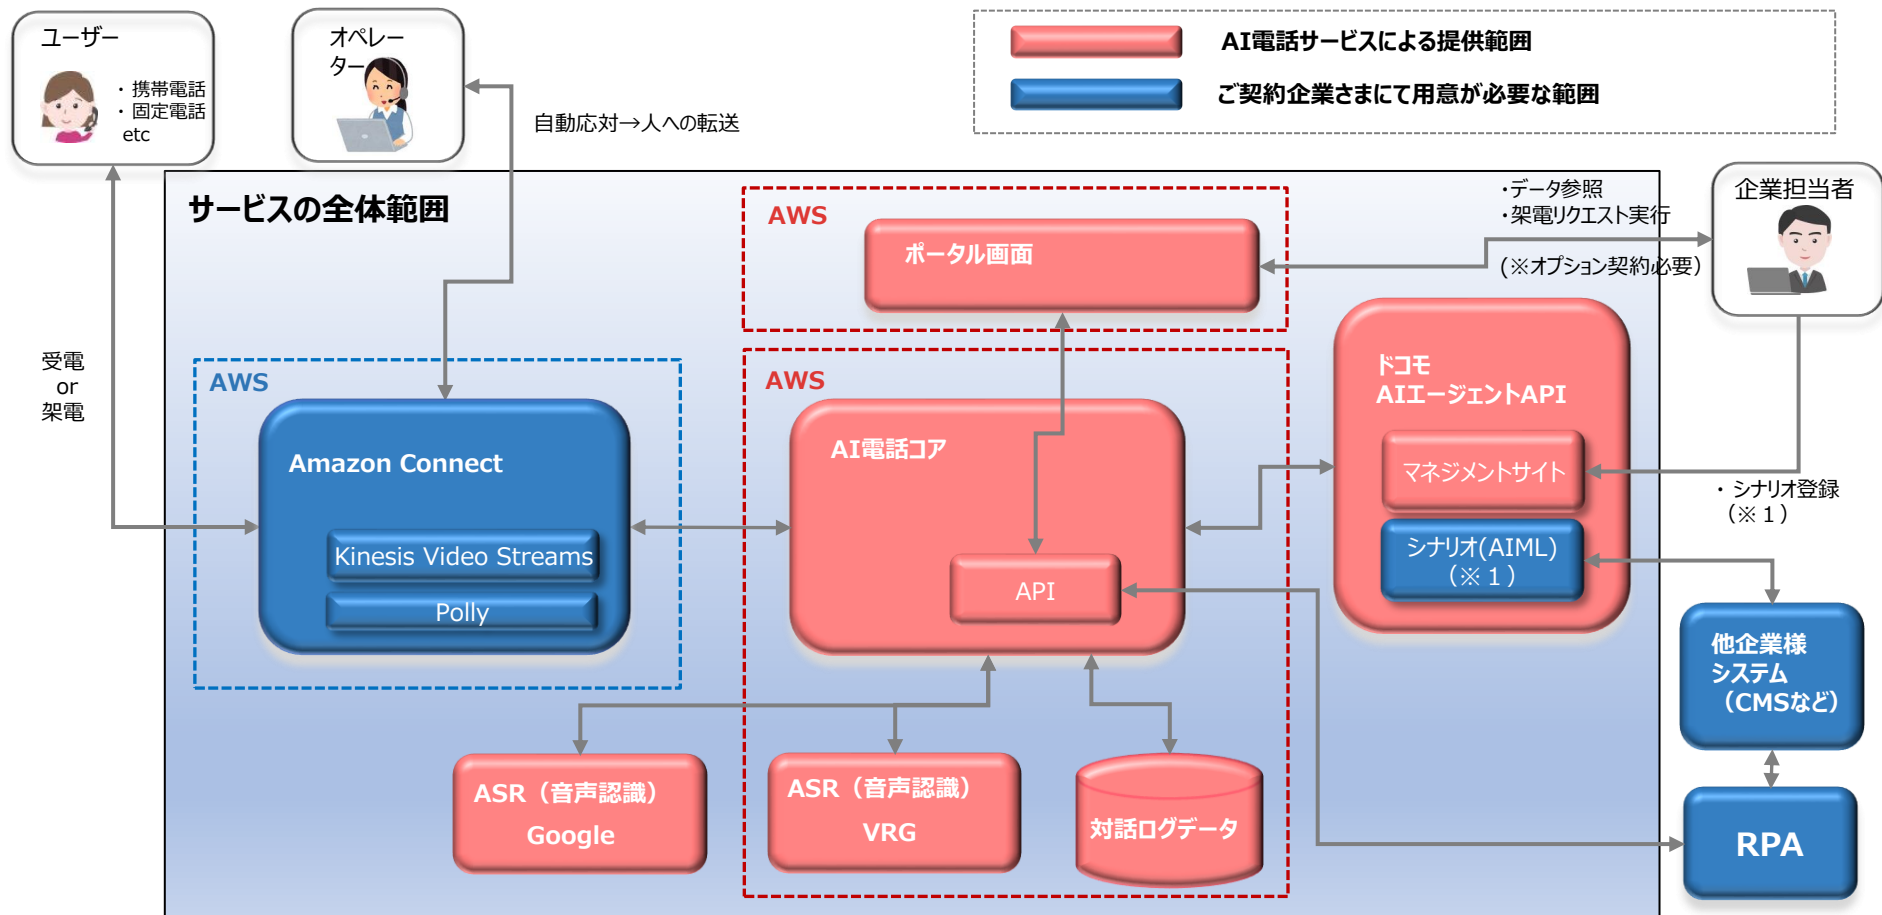 ユーザー
・携帯電話
・固定電話
etc
オペレー
ター
自動応対→人への転送
AI電話サービスによる提供範囲
ご契約企業さまにて用意が必要な範囲
サービスの全体範囲
AWS
ポータル画面
・データ参照
・架電リクエスト実行
(※オプション契約必要)
企業担当者
受電
or
架電
AWS
Amazon Connect
Kinesis Video Streams
Polly
AWS
AI電話コア
API
ドコモ
AIエージェントAPI
マネジメントサイト
シナリオ(AIML)
(※１)
・シナリオ登録
(※１)
他企業様
システム
（CMSなど）
RPA
ASR（音声認識）
Google
ASR（音声認識）
VRG
対話ログデータ